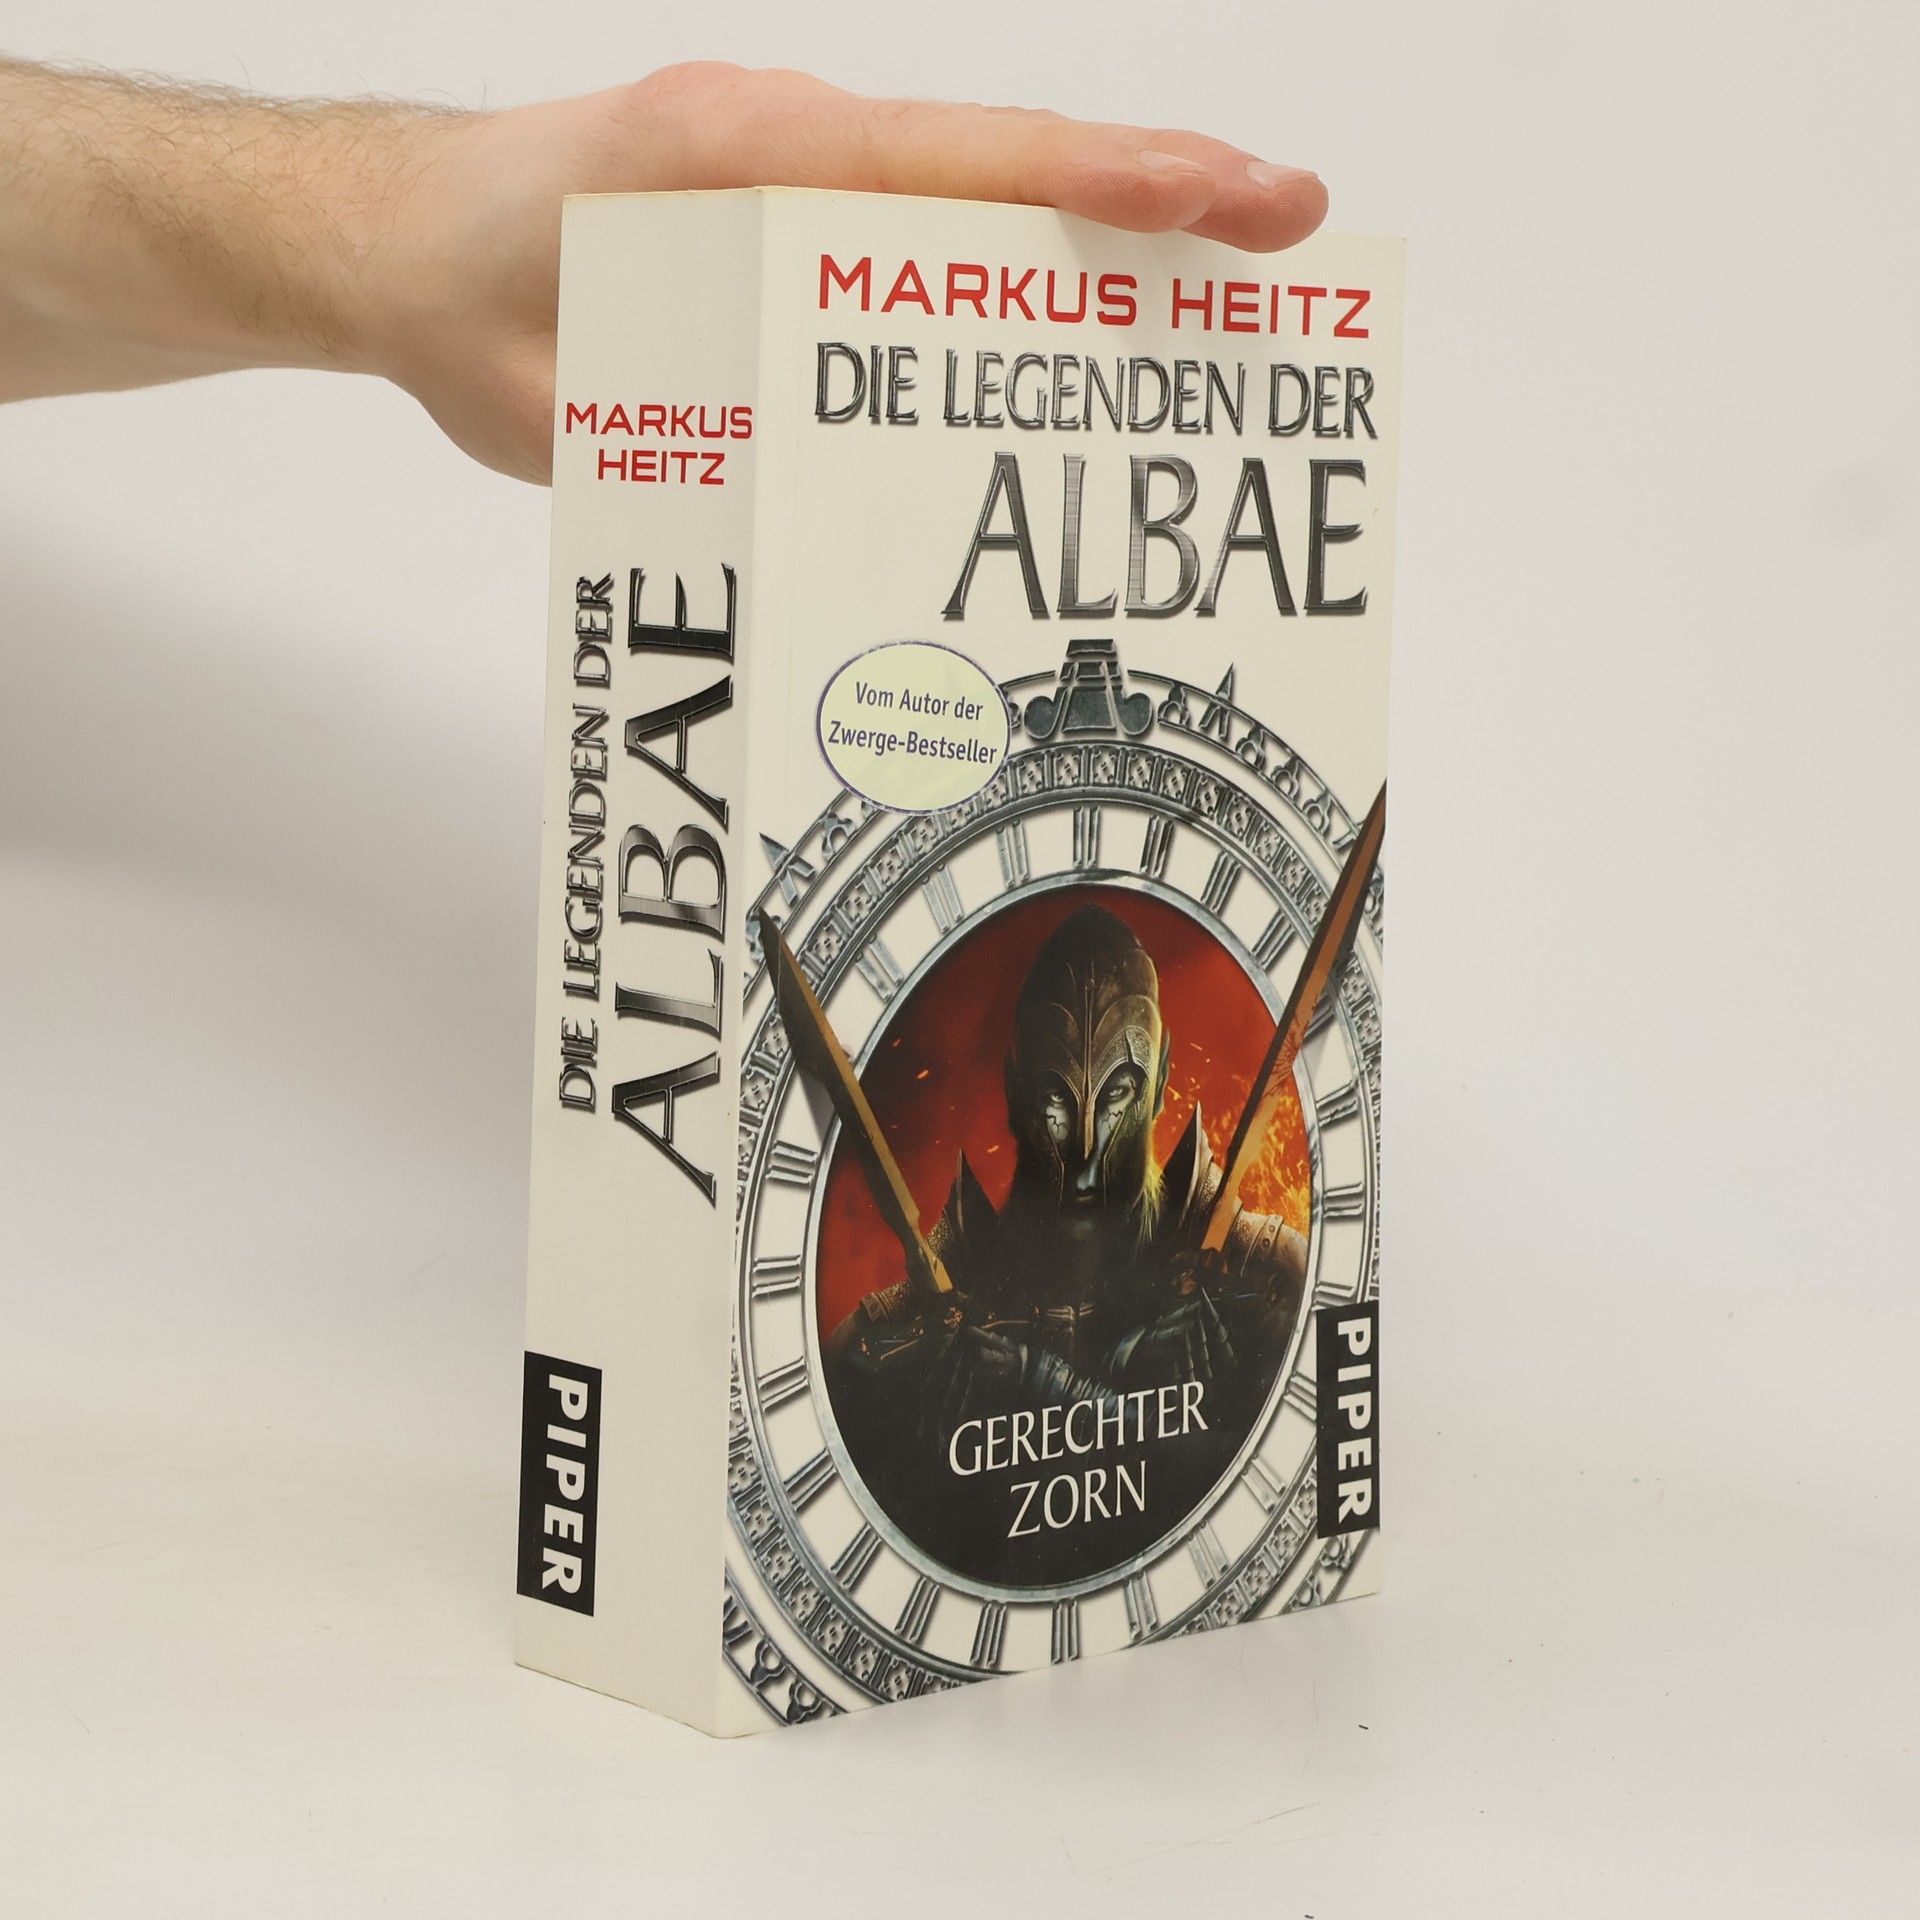 MARKUS
HEITZ
DIE LEGENDEN DER
ALBAE
PIPER
MARKUS HEITZ
DIE LEGENDEN DER
ALBAE
Vom Autor der
Zwerge-Bestseller
GERECHTER
ZORN
PIPER